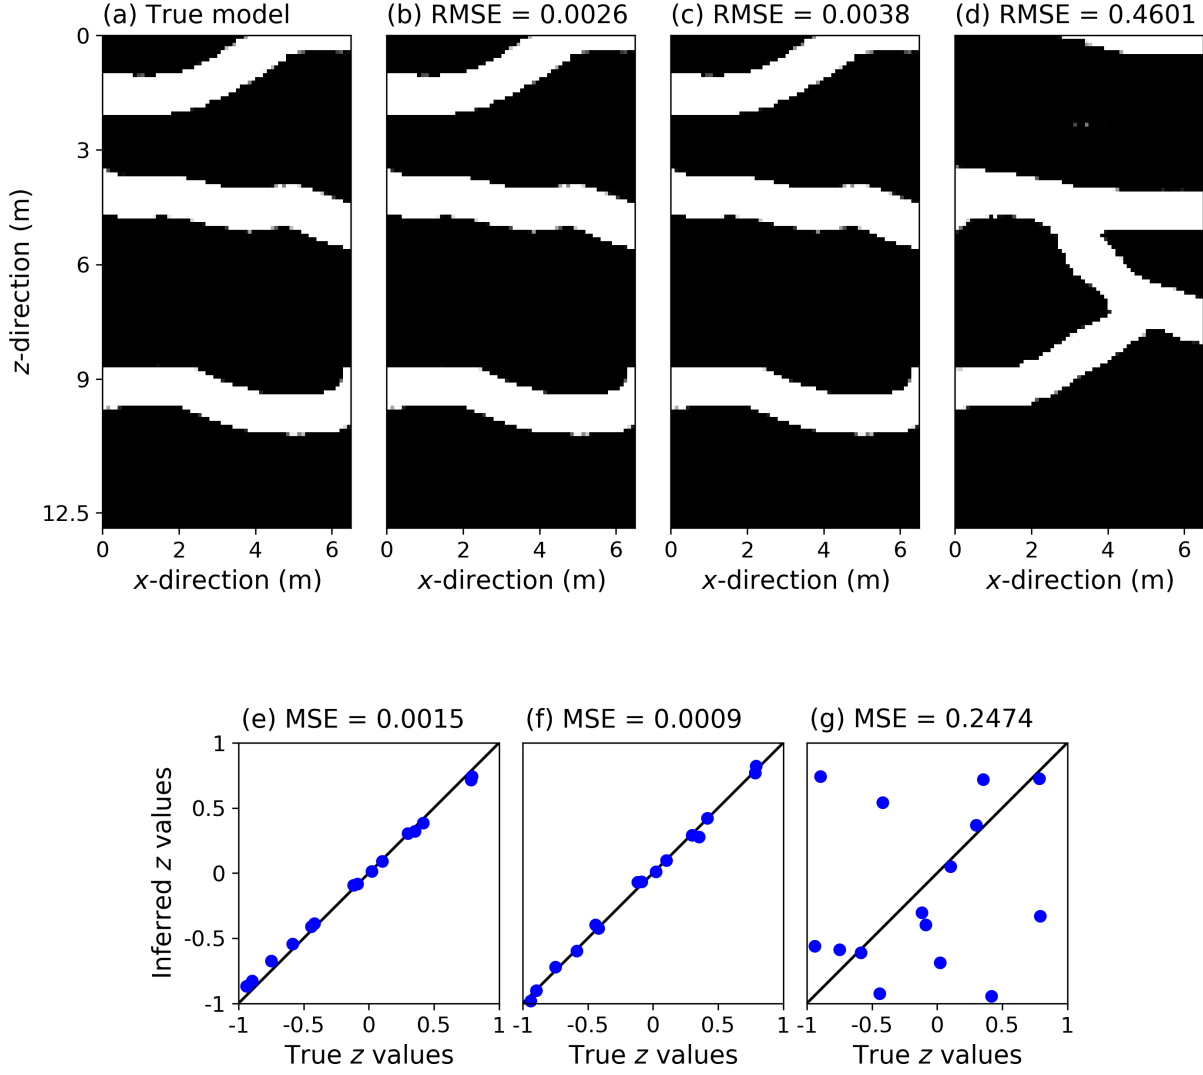 (a) True model
(b) RMSE = 0.0026
(c) RMSE = 0.0038
(d) RMSE = 0.4601
0
3
6
9
12.5
z-direction (m)
0 2 4 6
0 2 4 6
0 2 4 6
0 2 4 6
x-direction (m)
x-direction (m)
x-direction (m)
x-direction (m)
(e) MSE = 0.0015
(f) MSE = 0.0009
(g) MSE = 0.2474
1
0.5
0
-0.5
-1
Inferred z values
-1 -0.5 0 0.5 1
-1 -0.5 0 0.5 1
-1 -0.5 0 0.5 1
True z values
True z values
True z values